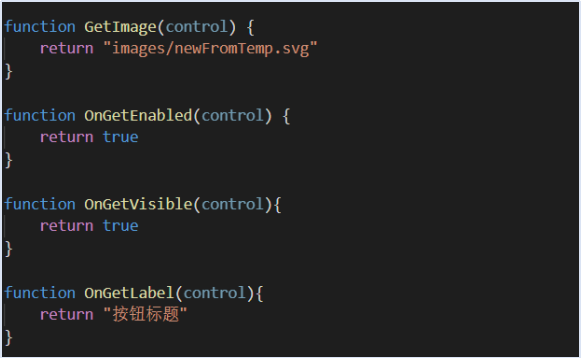 function GetImage(control) {
    return "images/newFromTemp.svg"
}
function OnGetEnabled(control) {
    return true
}
function OnGetVisible(control){
    return true
}
function OnGetLabel(control){
    return "按钮标题"
}